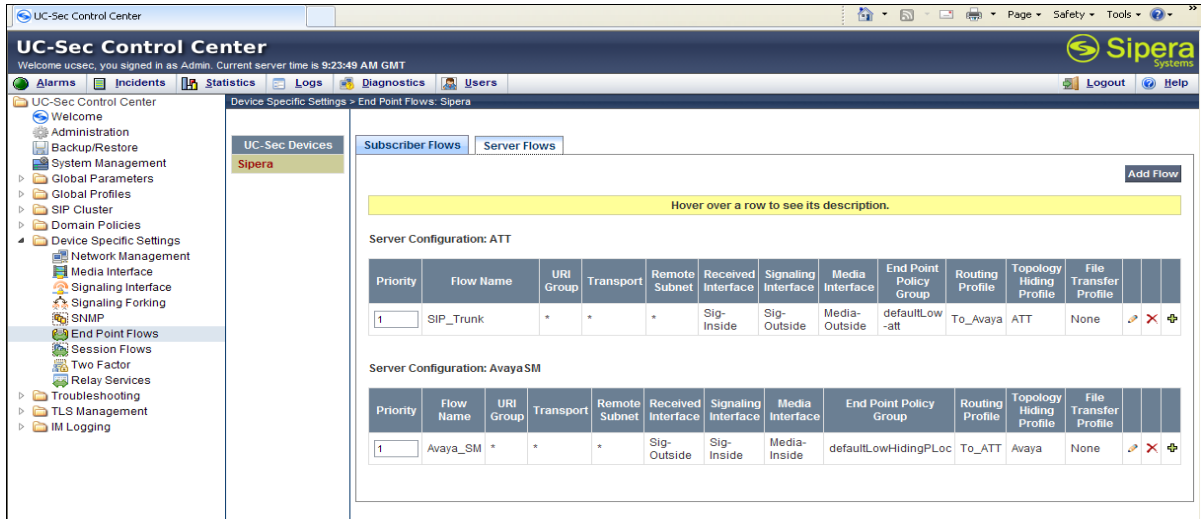 UC-Sec Control Center
Page Safety Tools »
UC-Sec Control Center
Welcome ucsec, you signed in as Admin. Current server time is 9:23:49 AM GMT
Sipera
Systems
Alarms Incidents Statistics Logs Diagnostics Users Logout Help
UC-Sec Control Center
Welcome
Administration
Backup/Restore
System Management
Global Parameters
Global Profiles
SIP Cluster
Domain Policies
Device Specific Settings
Network Management
Media Interface
Signaling Interface
Signaling Forking
SNMP
End Point Flows
Session Flows
Two Factor
Relay Services
Troubleshooting
TLS Management
IM Logging
Device Specific Settings > End Point Flows: Sipera
UC-Sec Devices
Sipera
Subscriber Flows Server Flows
Add Flow
Hover over a row to see its description.
Server Configuration: ATT
Priority Flow Name URI Group Transport Remote Subnet Received Interface Signaling Interface Media Interface End Point Policy Group Routing Profile Topology Hiding Profile File Transfer Profile
1 SIP_Trunk * * * Sig-Inside Sig-Outside Media-Outside defaultLow-att To_Avaya ATT None
Server Configuration: AvayaSM
Priority Flow Name URI Group Transport Remote Subnet Received Interface Signaling Interface Media Interface End Point Policy Group Routing Profile Topology Hiding Profile File Transfer Profile
1 Avaya_SM * * * Sig-Outside Sig-Inside Media-Inside defaultLowHidingPLoc To_ATT Avaya None